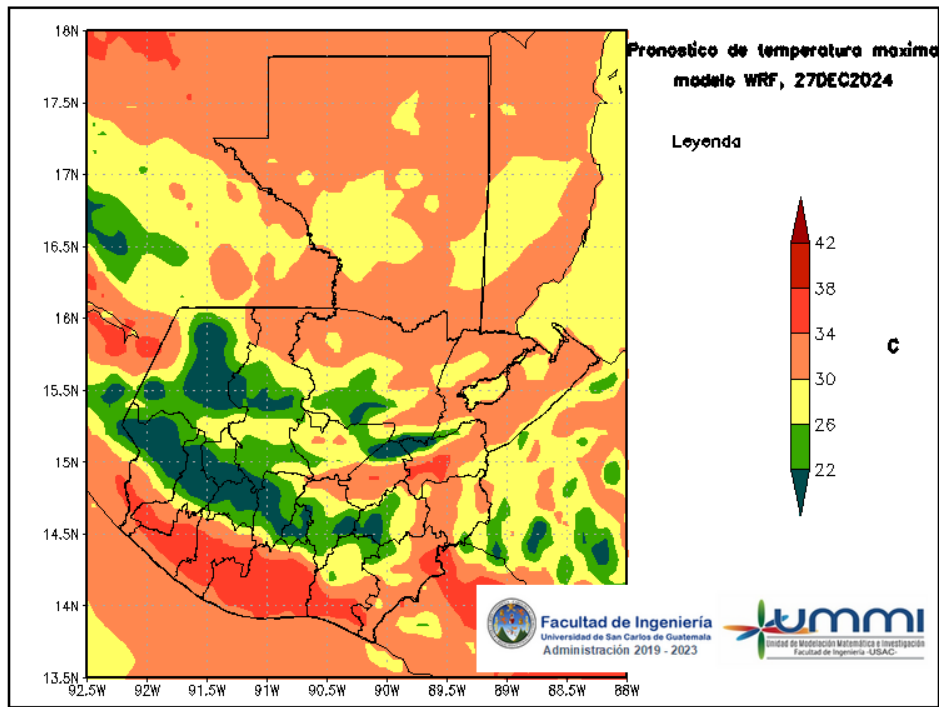 Pronostico de temperatura maxima
modelo WRF, 27DEC2024
Leyenda
42
38
34
30
26
22
C
18N
17.5N
17N
16.5N
16N
15.5N
15N
14.5N
14N
13.5N
92.5W
92W
91.5W
91W
90.5W
90W
89.5W
89W
88.5W
88W
Facultad de Ingeniería
Universidad de San Carlos de Guatemala
Administración 2019 - 2023
UMMI
Unidad de Modelación Matemática e Investigación
Facultad de Ingeniería -USAC-